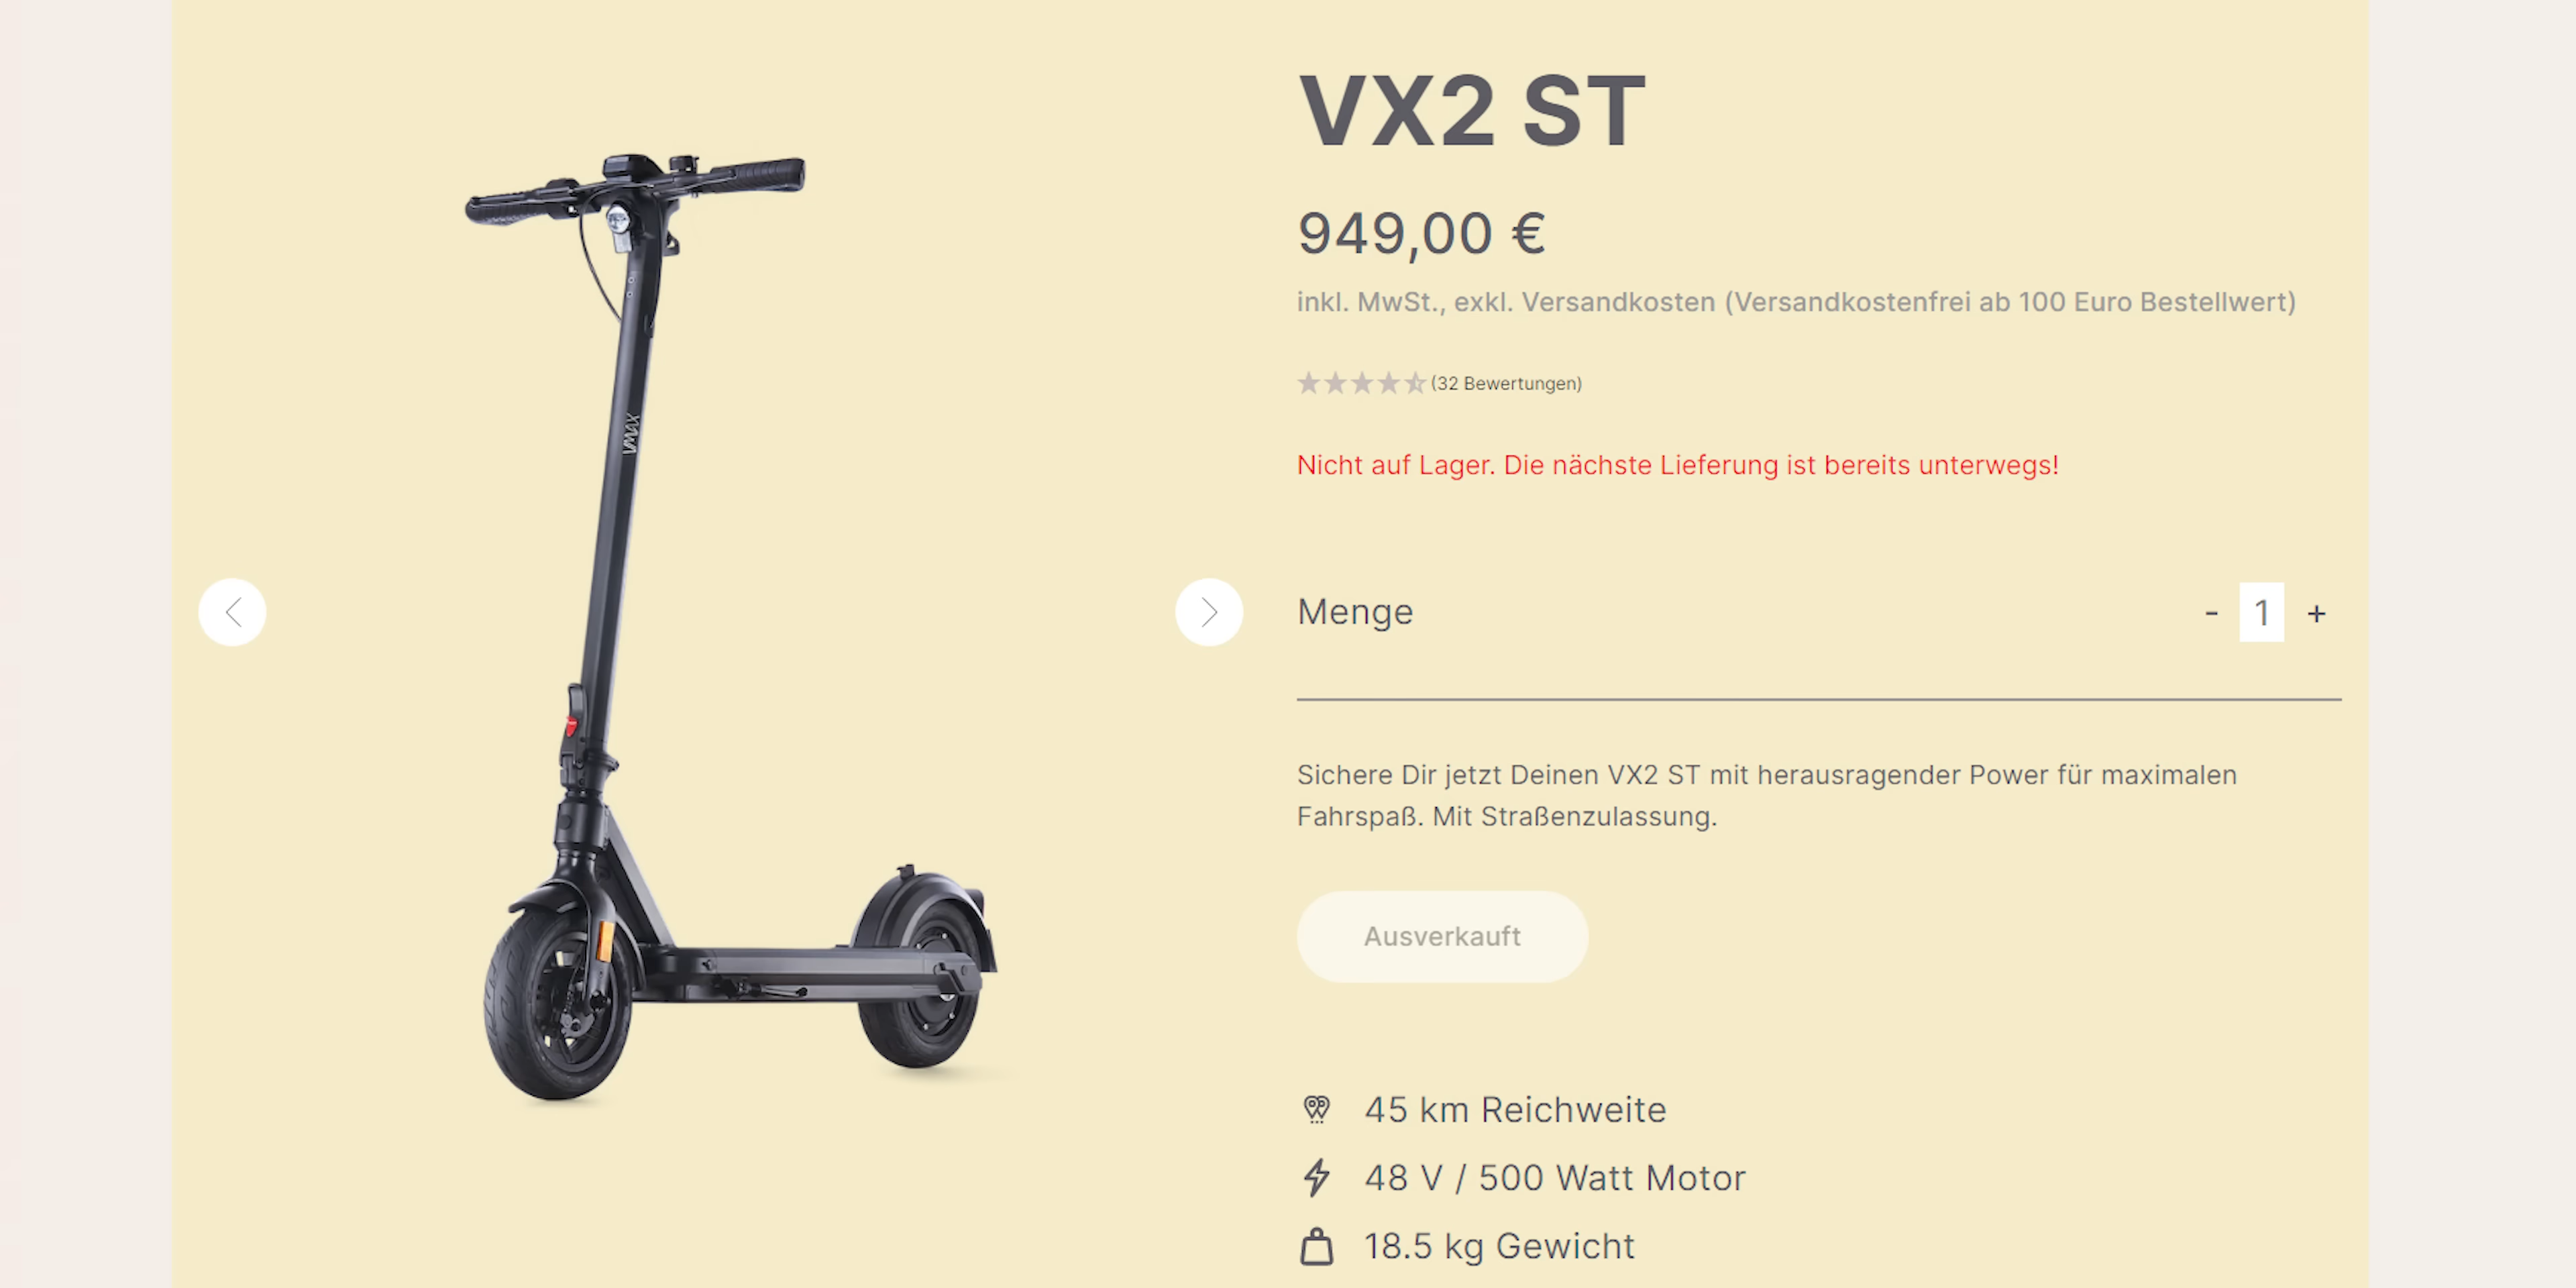 VX2 ST
949,00 €
inkl. MwSt., exkl. Versandkosten (Versandkostenfrei ab 100 Euro Bestellwert)
(32 Bewertungen)
Nicht auf Lager. Die nächste Lieferung ist bereits unterwegs!
Menge - 1 +
Sichere Dir jetzt Deinen VX2 ST mit herausragender Power für maximalen
Fahrspaß. Mit Straßenzulassung.
Ausverkauft
45 km Reichweite
48 V / 500 Watt Motor
18.5 kg Gewicht
VMAX